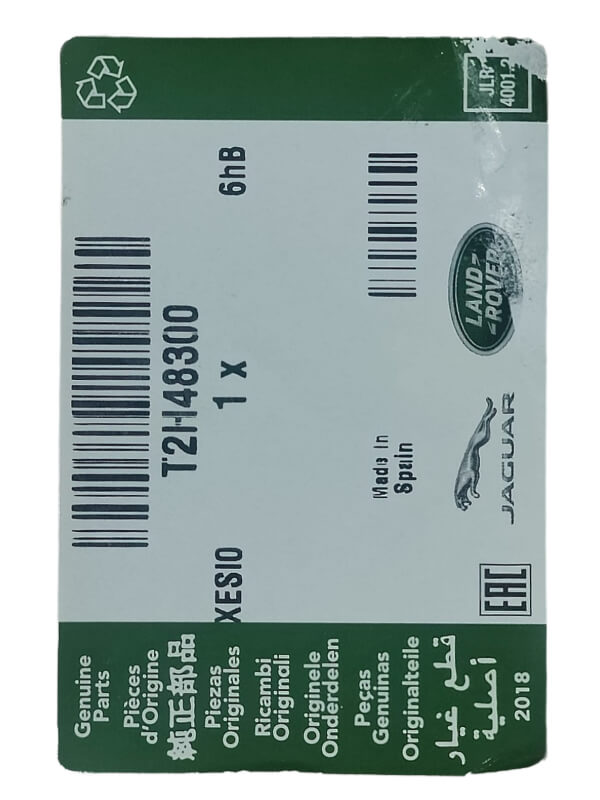 Genuine
Parts
Pièces
d'Origine
純正部品
Piezas
Originales
Ricambi
Originali
Originele
Onderdelen
Peças
Genuinas
Originalteile
قطع غيار
أصلية
2018
T2H48300
XESIO
1 X
6hB
Made In
Spain
EAC
JAGUAR
LAND
ROVER
JLR
4001.2